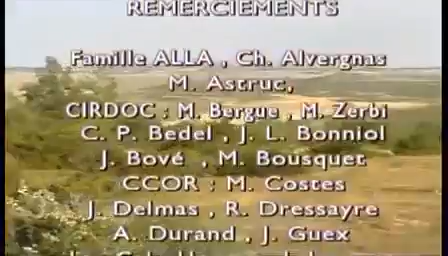 REMERCIEMENTS
Famille ALLA , Ch. Alvergnas
M. Astruc,
CIRDOC : M. Bergue , M. Zerbi
C. P. Bedel , J. L. Bonniol
J. Bové , M. Bousquet
CCOR : M. Costes
J. Delmas , R. Dressayre
A. Durand , J. Guex